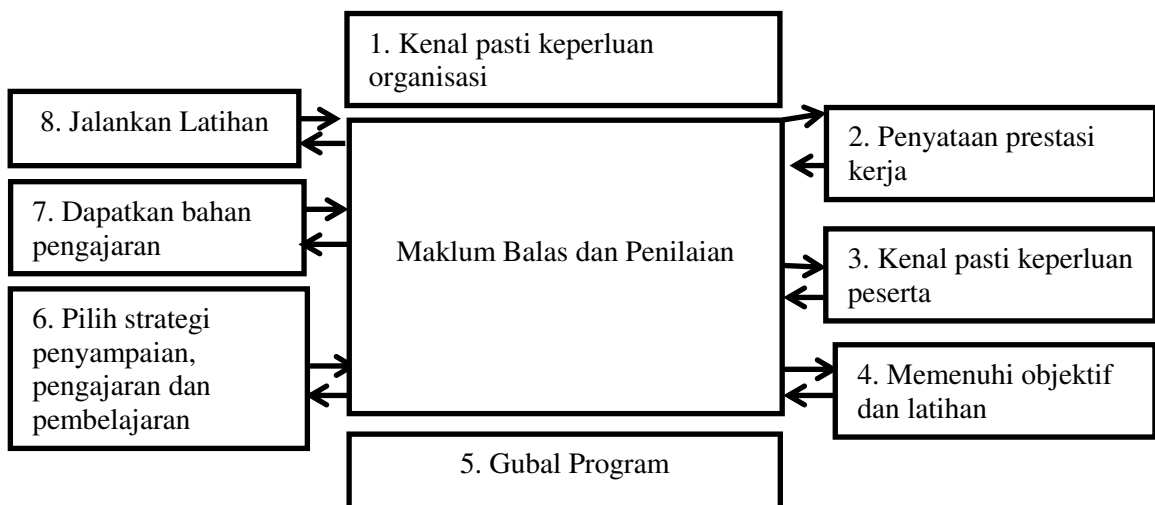 1. Kenal pasti keperluan
organisasi
8. Jalankan Latihan
2. Penyataan prestasi
kerja
7. Dapatkan bahan
pengajaran
Maklum Balas dan Penilaian
3. Kenal pasti keperluan
peserta
6. Pilih strategi
penyampaian,
pengajaran dan
pembelajaran
4. Memenuhi objektif
dan latihan
5. Gubal Program